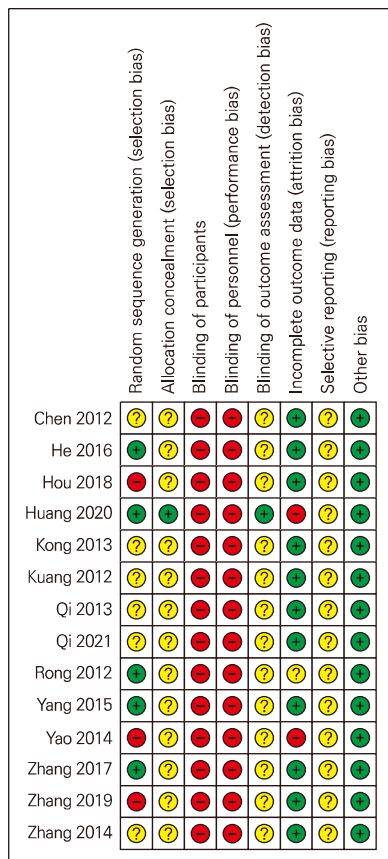 Random sequence generation (selection bias)
Allocation concealment (selection bias)
Blinding of participants
Blinding of personnel (performance bias)
Blinding of outcome assessment (detection bias)
Incomplete outcome data (attrition bias)
Selective reporting (reporting bias)
Other bias
Chen 2012 ? ? − − ? + ? +
He 2016 + ? − − ? + ? +
Hou 2018 − ? − − ? + ? +
Huang 2020 + + − − + − ? +
Kong 2013 ? ? − − ? + ? +
Kuang 2012 ? ? − − ? + ? +
Qi 2013 ? ? − − ? + ? +
Qi 2021 ? ? − − ? + ? +
Rong 2012 + ? − − ? ? ? +
Yang 2015 + ? − − ? + ? +
Yao 2014 − ? − − ? − ? +
Zhang 2017 + ? − − ? + ? +
Zhang 2019 − ? − − ? + ? +
Zhang 2014 ? ? − − ? + ? +